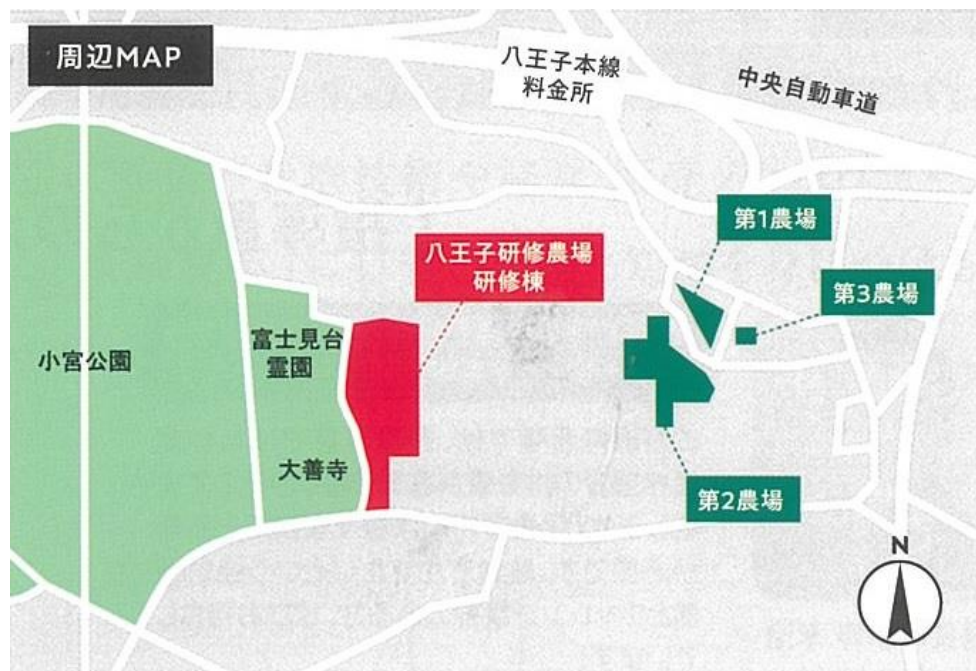 周辺MAP
八王子本線
料金所
中央自動車道
第1農場
八王子研修農場
研修棟
第3農場
富士見台
霊園
小宮公園
大善寺
第2農場
N